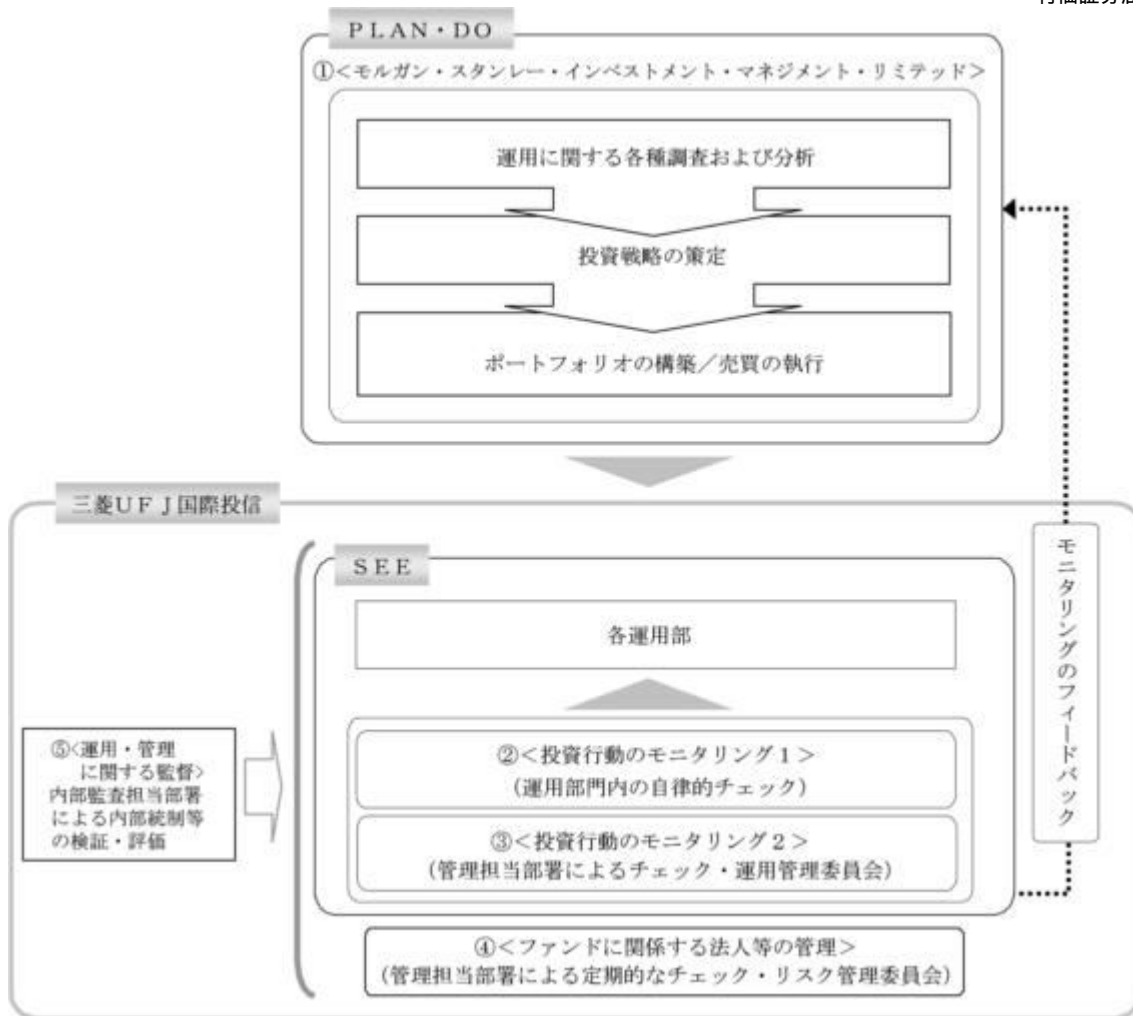 PLAN・DO
①<モルガン・スタンレー・インベストメント・マネジメント・リミテッド>
運用に関する各種調査および分析
投資戦略の策定
ポートフォリオの構築／売買の執行
三菱UFJ国際投信
SEE
各運用部
②<投資行動のモニタリング１>
(運用部門内の自律的チェック)
③<投資行動のモニタリング２>
(管理担当部署によるチェック・運用管理委員会)
④<ファンドに関係する法人等の管理>
(管理担当部署による定期的なチェック・リスク管理委員会)
⑤<運用・管理
に関する監督>
内部監査担当部署
による内部統制等
の検証・評価
モニタリングのフィードバック